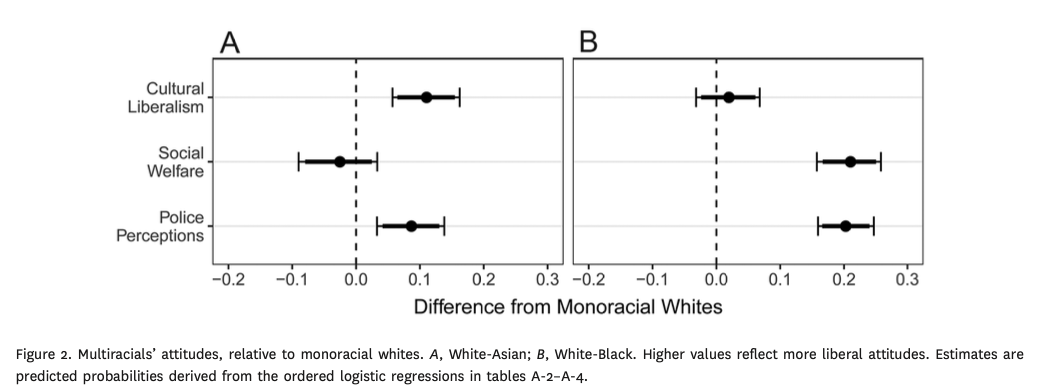 A
B
Cultural
Liberalism
Social
Welfare
Police
Perceptions
−0.2 −0.1 0.0 0.1 0.2 0.3 −0.2 −0.1 0.0 0.1 0.2 0.3
Difference from Monoracial Whites
Figure 2. Multiracials’ attitudes, relative to monoracial whites. A, White-Asian; B, White-Black. Higher values reflect more liberal attitudes. Estimates are
predicted probabilities derived from the ordered logistic regressions in tables A-2–A-4.